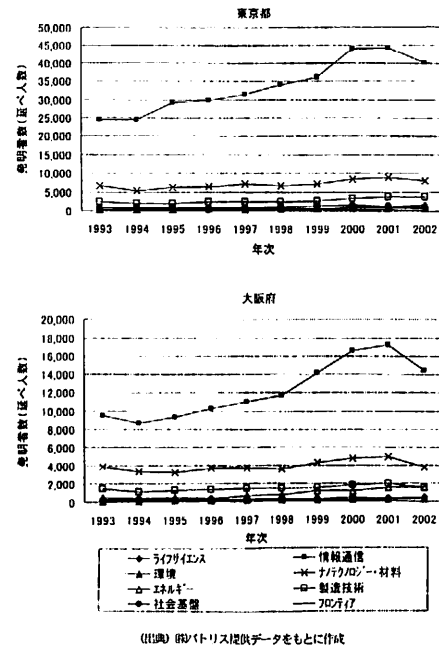 東京都
発明者数(延べ人数)
50,000
45,000
40,000
35,000
30,000
25,000
20,000
15,000
10,000
5,000
0
1993 1994 1995 1996 1997 1998 1999 2000 2001 2002
年次
大阪府
発明者数(延べ人数)
20,000
18,000
16,000
14,000
12,000
10,000
8,000
6,000
4,000
2,000
0
1993 1994 1995 1996 1997 1998 1999 2000 2001 2002
年次
ライフサイエンス 情報通信
環境 ナノテクノロジー・材料
エネルギー 製造技術
社会基盤 フロンティア
(出典) ㈱パトリス提供データをもとに作成